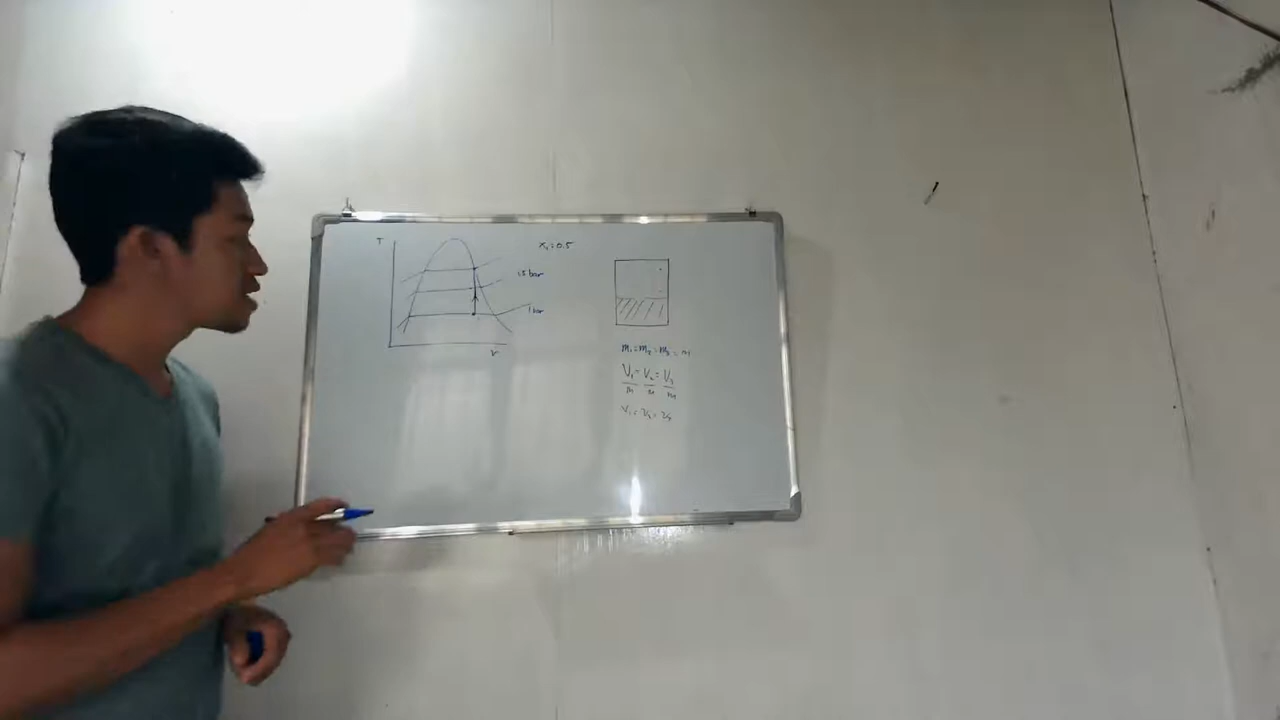 T
x₁=0.5
1.5 bar
1 bar
v
m₁=m₂=m₃=m
V₁/m=V₂/m=V₃/m
v₁=v₂=v₃